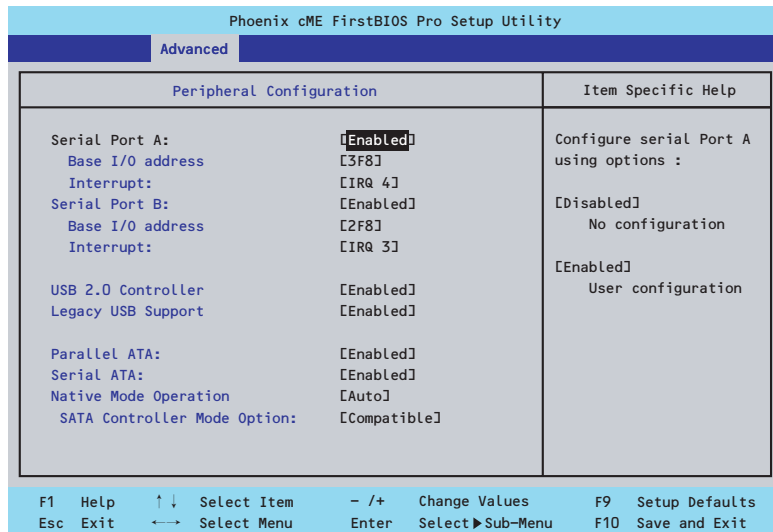 Phoenix cME FirstBIOS Pro Setup Utility
Advanced
Peripheral Configuration
Serial Port A: [Enabled]
Base I/O address [3F8]
Interrupt: [IRQ 4]
Serial Port B: [Enabled]
Base I/O address [2F8]
Interrupt: [IRQ 3]
USB 2.0 Controller [Enabled]
Legacy USB Support [Enabled]
Parallel ATA: [Enabled]
Serial ATA: [Enabled]
Native Mode Operation [Auto]
SATA Controller Mode Option: [Compatible]
Item Specific Help
Configure serial Port A
using options :
[Disabled]
No configuration
[Enabled]
User configuration
F1 Help ↑↓ Select Item - /+ Change Values F9 Setup Defaults
Esc Exit ←→ Select Menu Enter Select▶Sub-Menu F10 Save and Exit